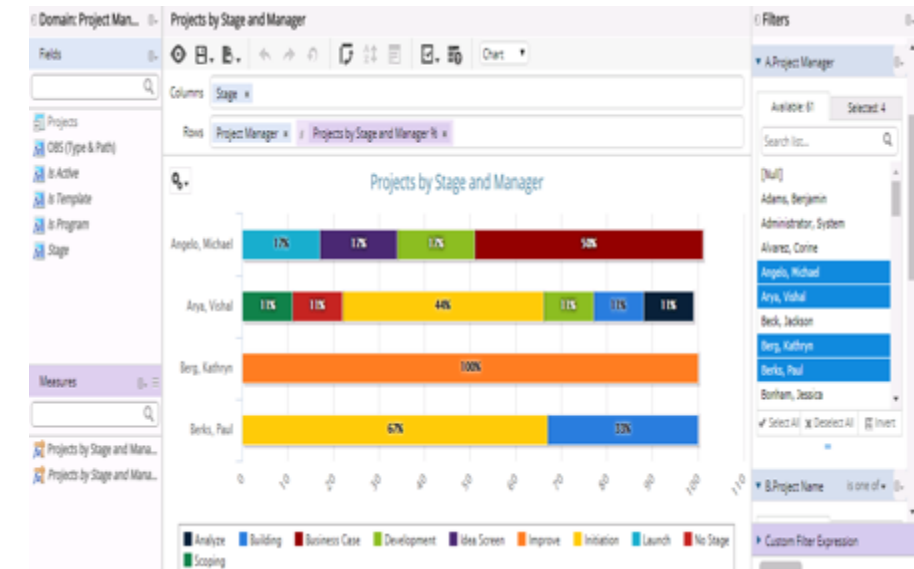 Domain: Project Man...
Fields
Projects
OBS (Type & Path)
Is Active
Is Template
Is Program
Stage
Measures
Projects by Stage and Mana...
Projects by Stage and Mana...
Projects by Stage and Manager
Chart
Columns Stage x
Rows Project Manager x / Projects by Stage and Manager % x
Projects by Stage and Manager
Angelo, Michael 17% 17% 17% 50%
Arya, Vishal 11% 11% 44% 11% 11% 11%
Berg, Kathryn 100%
Berks, Paul 67% 33%
0 10 20 30 40 50 60 70 80 90 100 110
Analyze Building Business Case Development Idea Screen Improve Initiation Launch No Stage
Scoping
Filters
A.Project Manager
Available: 61 Selected: 4
Search list...
[Null]
Adams, Benjamin
Administrator, System
Alvarez, Corine
Angelo, Michael
Arya, Vishal
Beck, Jackson
Berg, Kathryn
Berks, Paul
Bonham, Jessica
Select All x Deselect All Invert
B.Project Name is one of
Custom Filter Expression